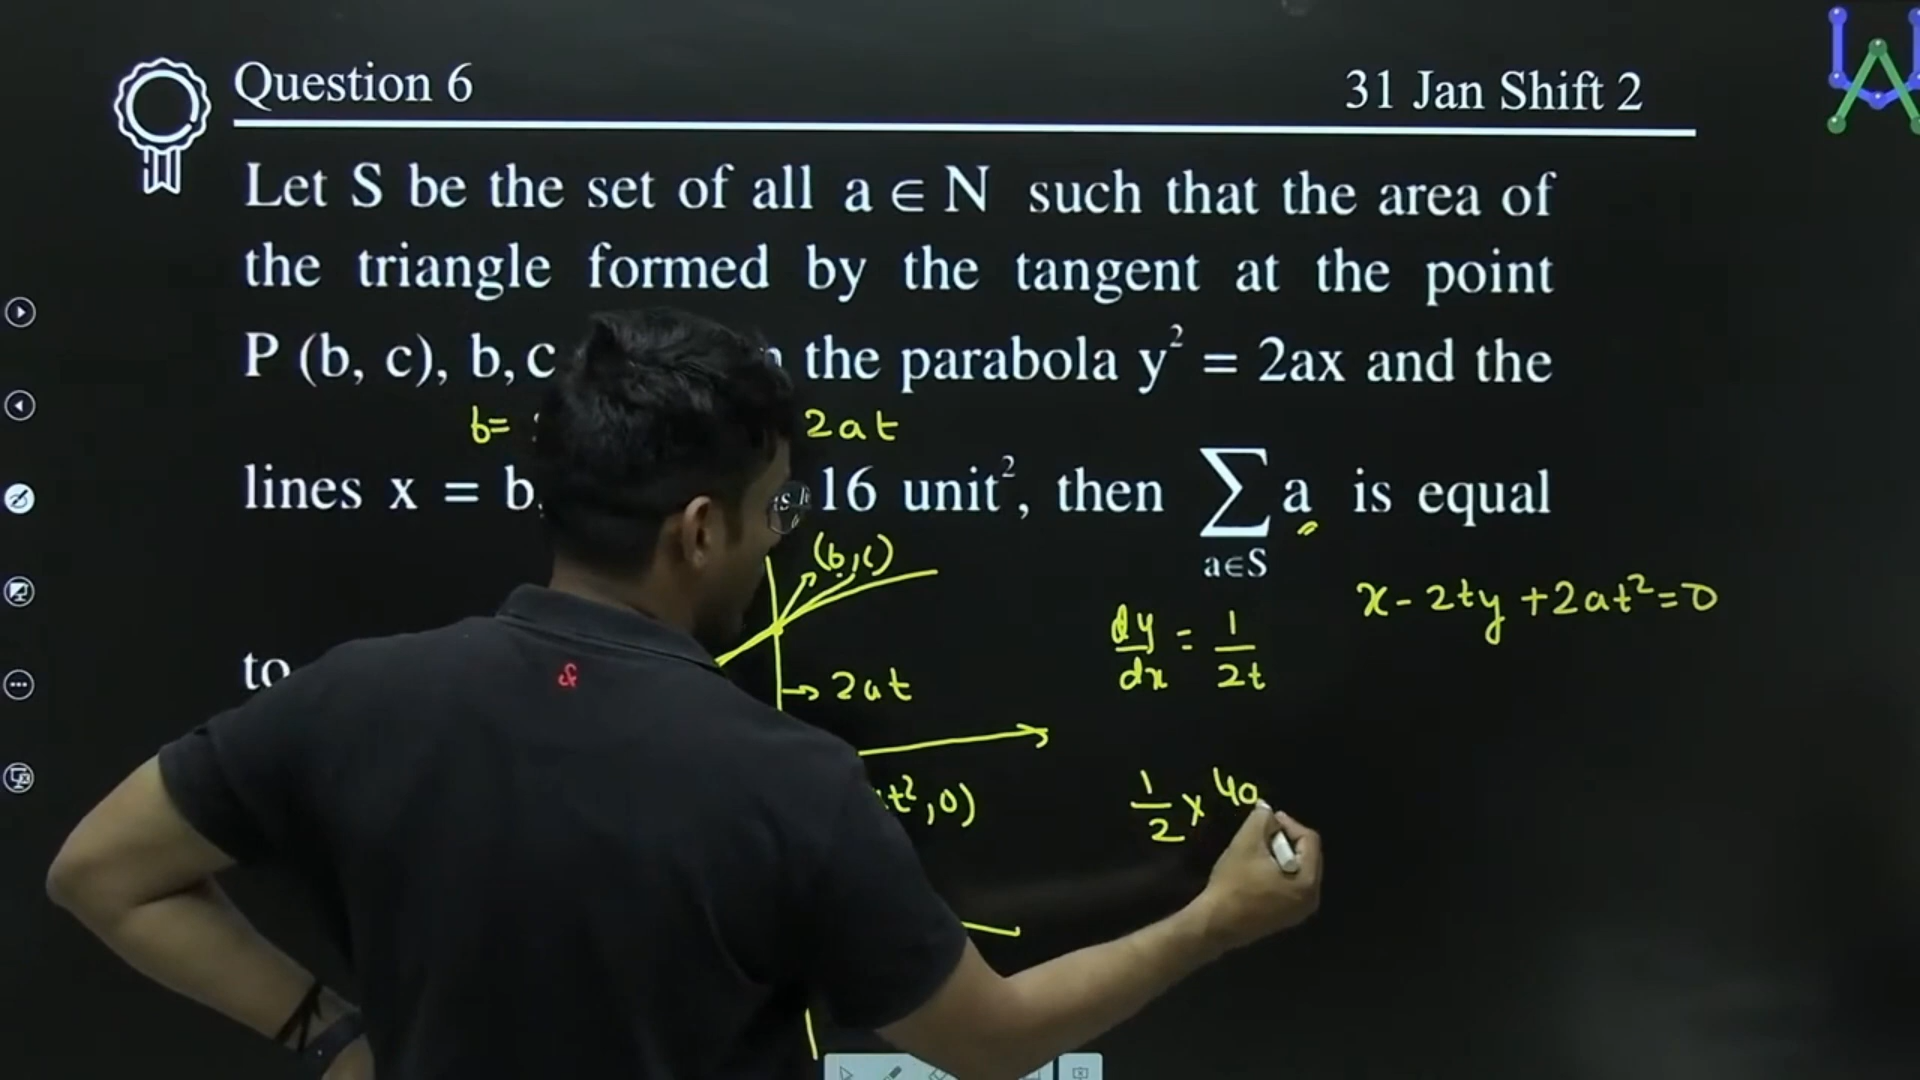 Question 6
31 Jan Shift 2
Let S be the set of all a ∈ N such that the area of
the triangle formed by the tangent at the point
P (b, c), b, c the parabola y² = 2ax and the
b= 2at
lines x = b, 16 unit², then ∑ a is equal
a∈S
(b,c)
x - 2ty + 2at² = 0
dy/dx = 1/2t
to
→ 2at
t², 0)
1/2 × 4a